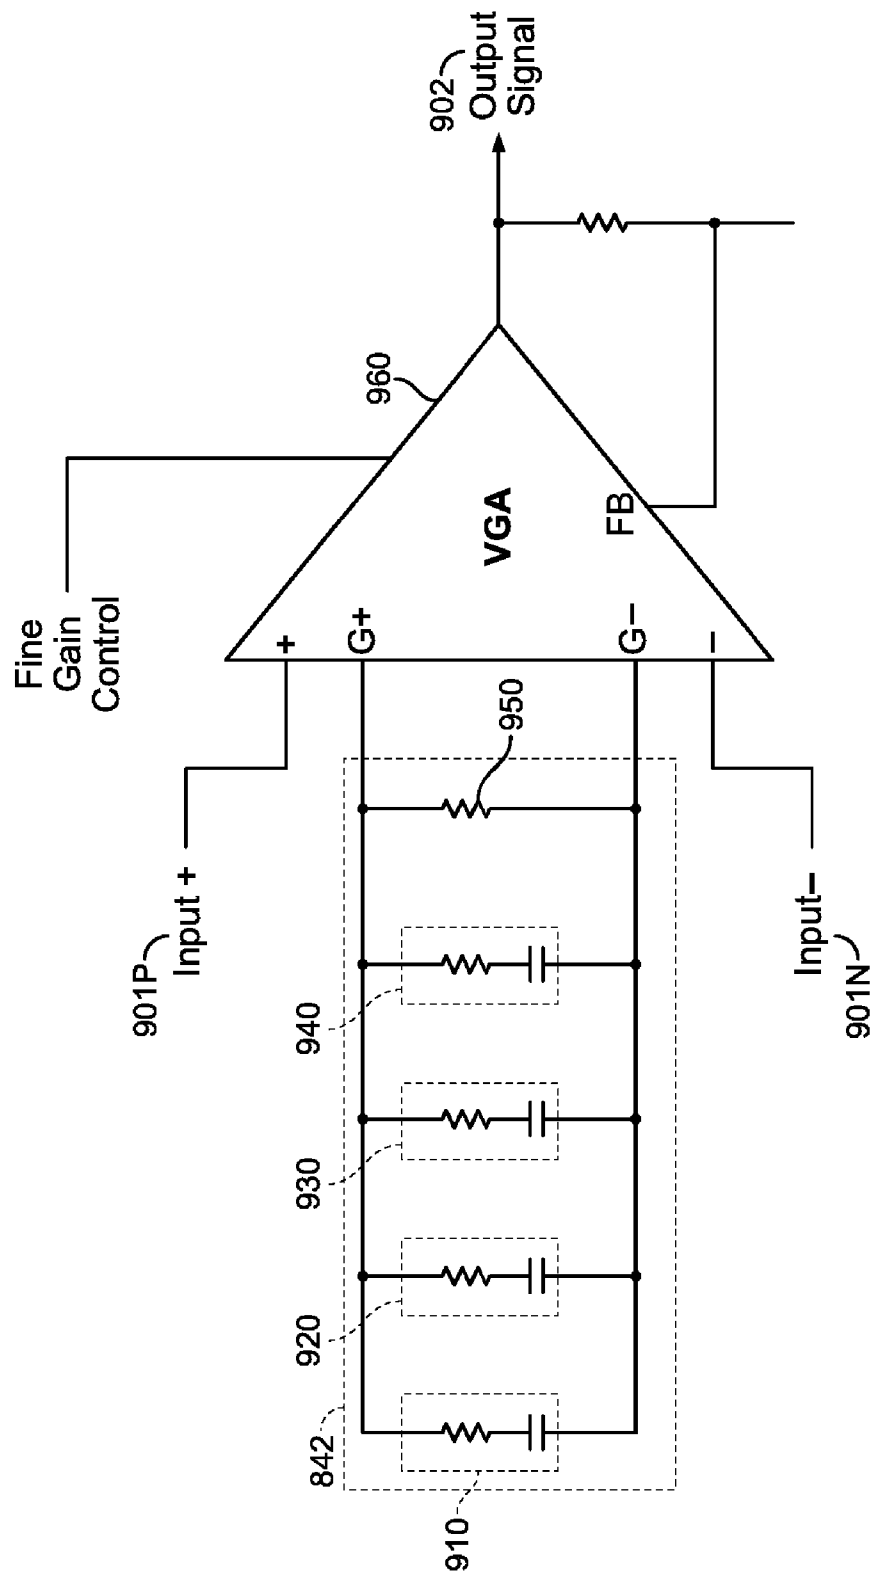 902
Output
Signal
960
Fine
Gain
Control
VGA
FB
+
G+
G−
−
950
901P
Input +
Input−
901N
940
930
920
842
910